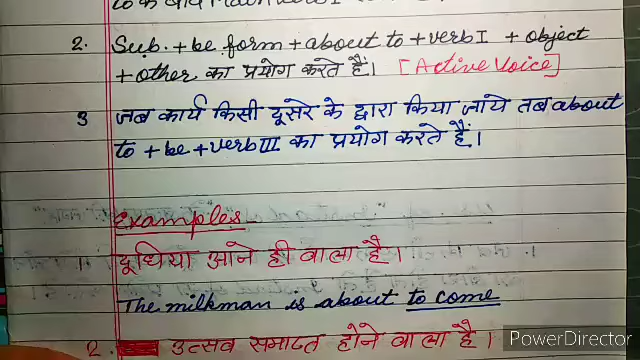 के बाद Main Verb I
2. Sub. + be form + about to + verb I + object
+ other का प्रयोग करते हैं। [Active Voice]
3 जब कार्य किसी दूसरे के द्वारा किया जाये तब about
to + be + verb III का प्रयोग करते हैं।
Examples
1. दूधिया आने ही वाला है।
The milkman is about to come
2. उत्सव समाप्त होने वाला है।
PowerDirector